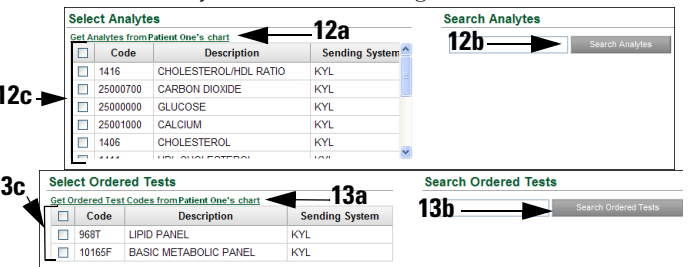 Select Analytes
Search Analytes
Get Analytes from Patient One's chart
12a
12b
Search Analytes
Code Description Sending System
12c
1416 CHOLESTEROL/HDL RATIO KYL
25000700 CARBON DIOXIDE KYL
25000000 GLUCOSE KYL
25001000 CALCIUM KYL
1406 CHOLESTEROL KYL
Select Ordered Tests
Search Ordered Tests
3c
Get Ordered Test Codes from Patient One's chart
13a
13b
Search Ordered Tests
Code Description Sending System
968T LIPID PANEL KYL
10165F BASIC METABOLIC PANEL KYL